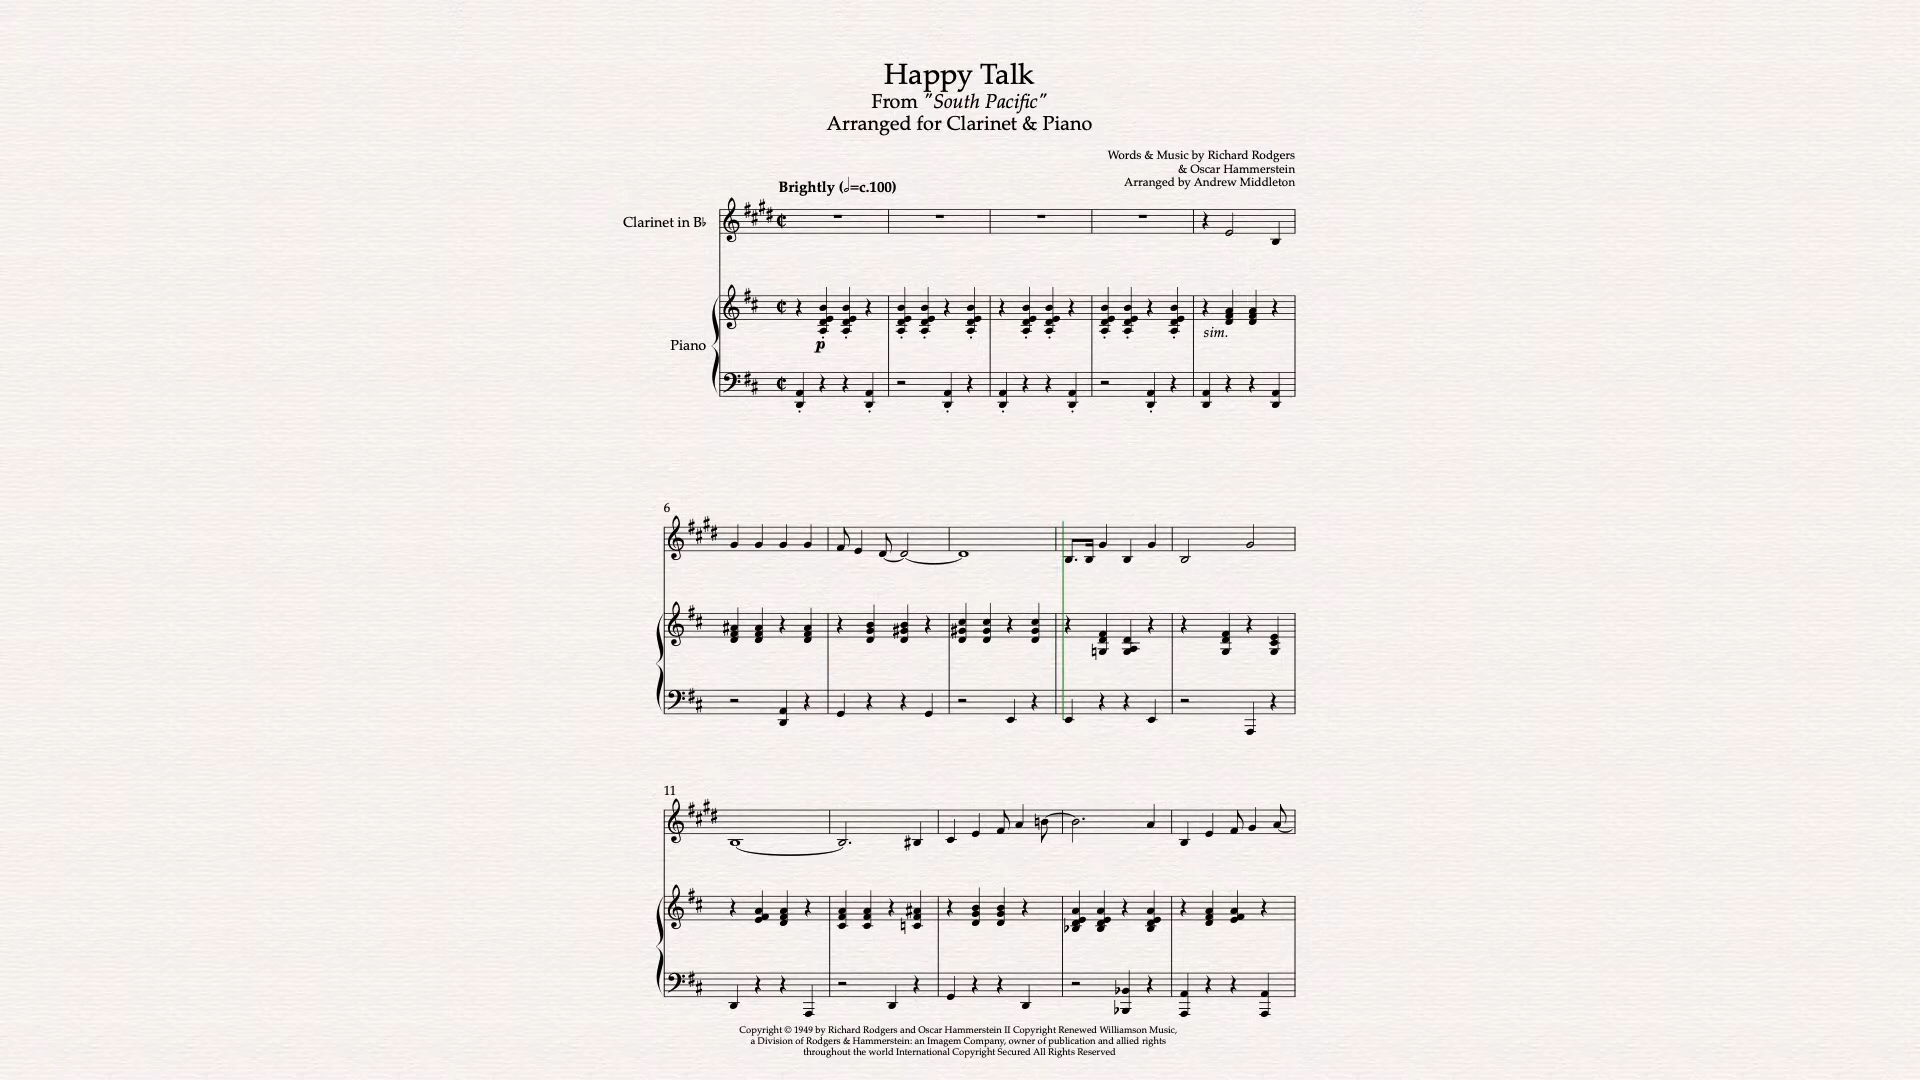 Happy Talk
From "South Pacific"
Arranged for Clarinet & Piano
Words & Music by Richard Rodgers
& Oscar Hammerstein
Arranged by Andrew Middleton
Brightly (𝅗𝅥=c.100)
Clarinet in B♭
Piano
p
sim.
6
11
Copyright © 1949 by Richard Rodgers and Oscar Hammerstein II Copyright Renewed Williamson Music,
a Division of Rodgers & Hammerstein: an Imagem Company, owner of publication and allied rights
throughout the world International Copyright Secured All Rights Reserved